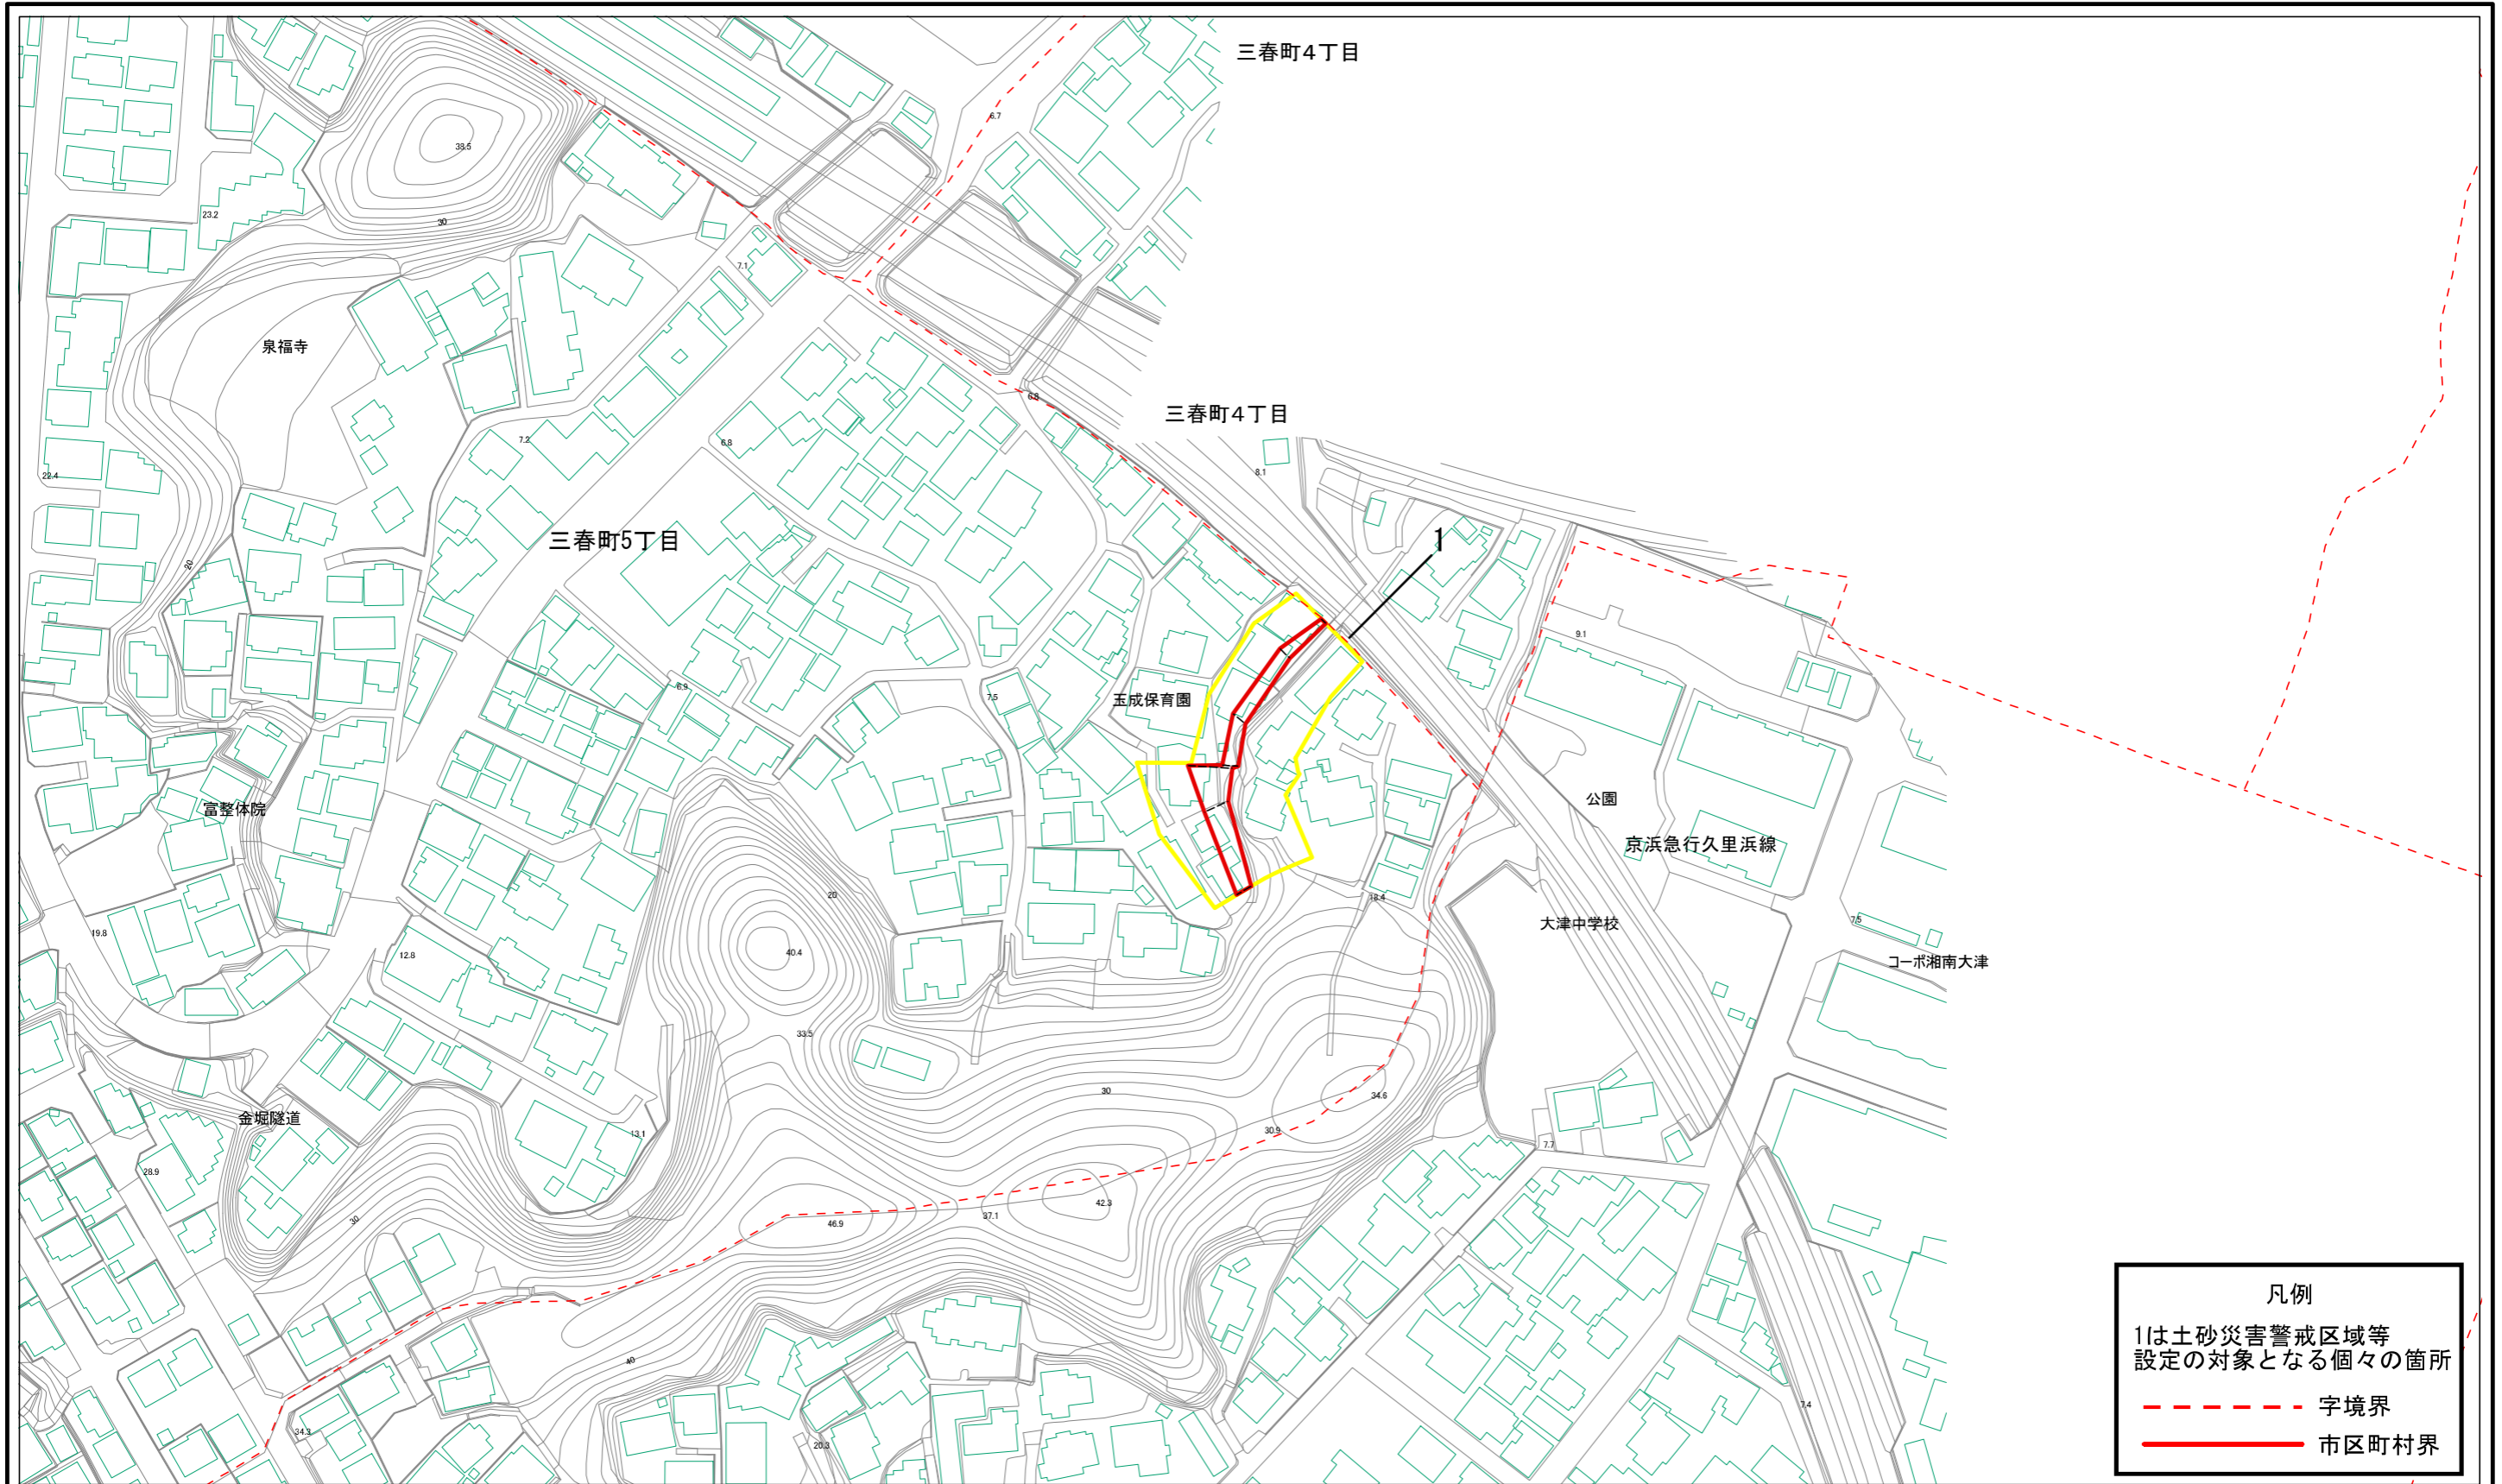 三春町4丁目
6.7
38.5
23.2
30
7.1
泉福寺
6.8
三春町4丁目
7.2
6.8
22.4
8.1
三春町5丁目
1
20
9.1
6.9
7.5
玉成保育園
富整体院
公園
京浜急行久里浜線
20
18.4
大津中学校
7.5
19.8
40.4
12.8
コーポ湘南大津
33.5
30
34.6
金堀隧道
13.1
30.9
7.7
28.9
42.3
30
46.9
37.1
凡例
1は土砂災害警戒区域等
設定の対象となる個々の箇所
字境界
市区町村界
40
7.4
34.3
20.3